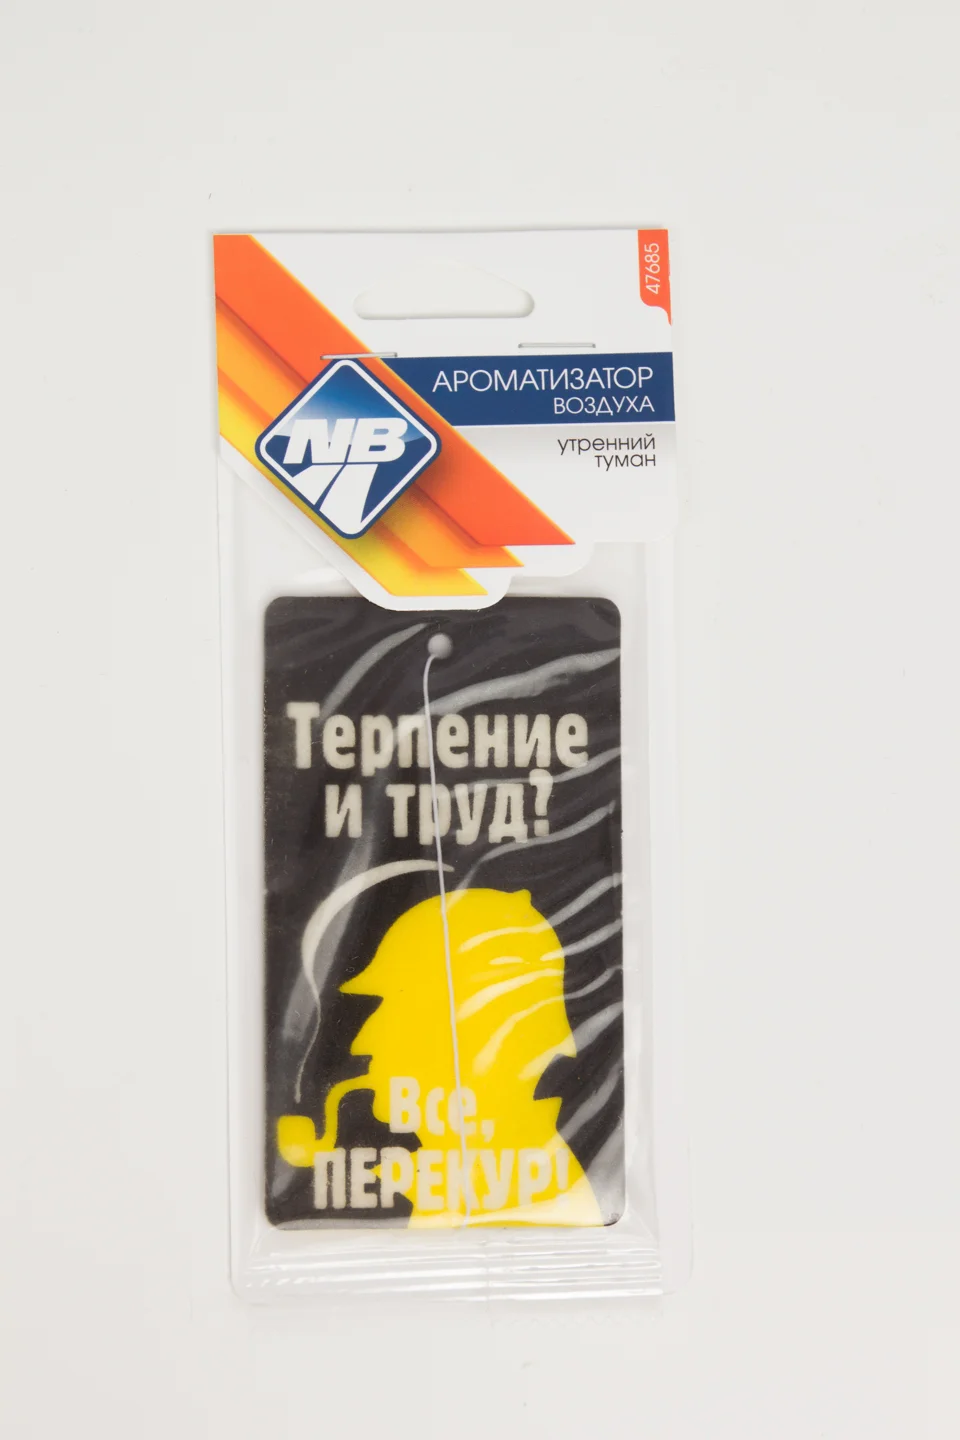 47685
АРОМАТИЗАТОР
ВОЗДУХА
NB
утренний
туман
Терпение
и труд?
Все,
ПЕРЕКУР!